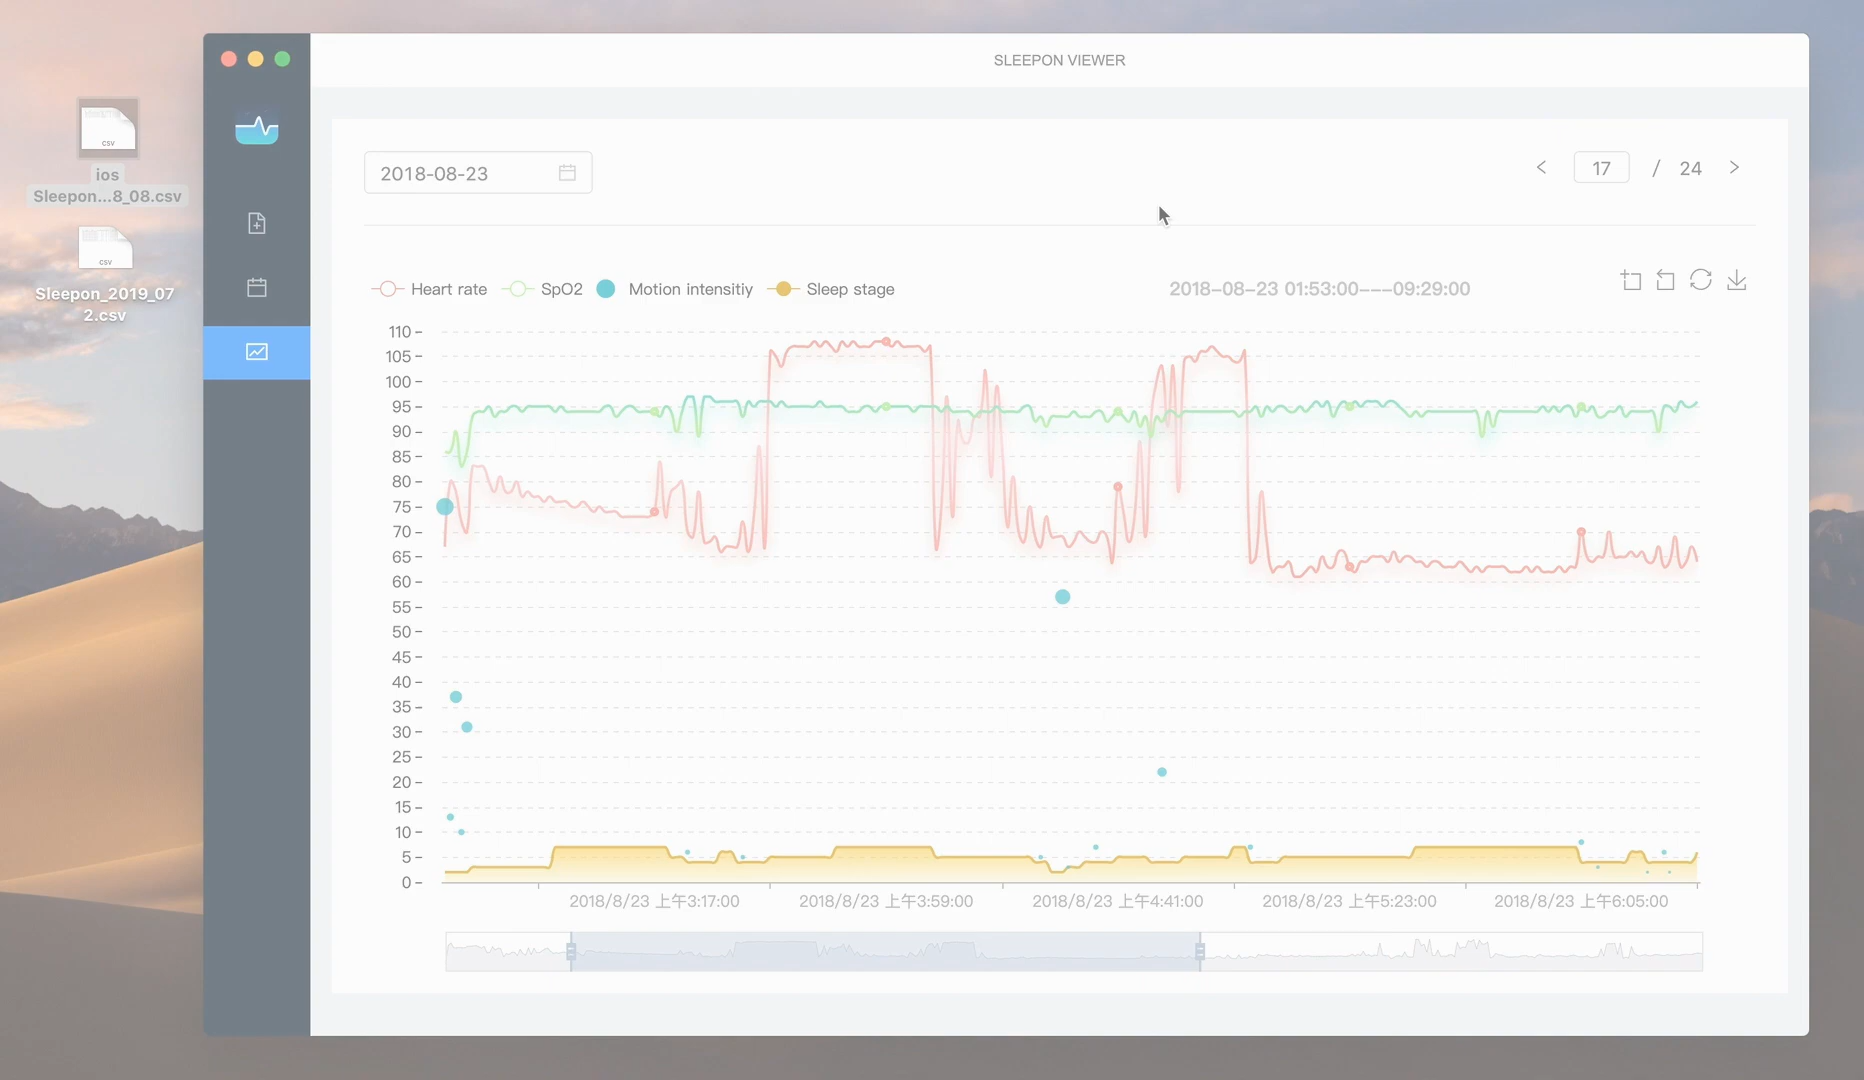 SLEEPON VIEWER
csv
ios
Sleepon...8_08.csv
csv
Sleepon_2019_07
2.csv
2018-08-23
17 / 24
Heart rate
SpO2
Motion intensitiy
Sleep stage
2018-08-23 01:53:00---09:29:00
110
105
100
95
90
85
80
75
70
65
60
55
50
45
40
35
30
25
20
15
10
5
0
2018/8/23 上午3:17:00
2018/8/23 上午3:59:00
2018/8/23 上午4:41:00
2018/8/23 上午5:23:00
2018/8/23 上午6:05:00